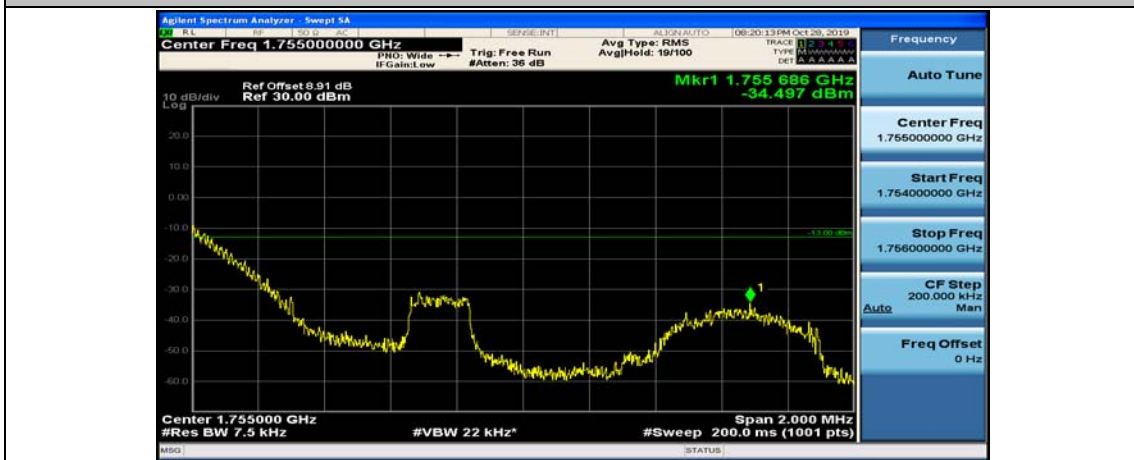 Agilent Spectrum Analyzer - Swept SA
RL RF 50 Ω AC SENSE:INT ALIGN AUTO 08:20:13 PM Oct 28, 2019
Center Freq 1.755000000 GHz
PNO: Wide
IFGain:Low
Trig: Free Run
#Atten: 36 dB
Avg Type: RMS
Avg|Hold: 19/100
TRACE 1 2 3 4 5 6
TYPE M
DET A A A A A A
Ref Offset 8.91 dB
10 dB/div Ref 30.00 dBm
Log
Mkr1 1.755 686 GHz
-34.497 dBm
20.0
10.0
0.00
-10.0
-20.0
-30.0
-40.0
-50.0
-60.0
-13.00 dBm
1
Center 1.755000 GHz Span 2.000 MHz
#Res BW 7.5 kHz #VBW 22 kHz* #Sweep 200.0 ms (1001 pts)
MSG STATUS
Frequency
Auto Tune
Center Freq
1.755000000 GHz
Start Freq
1.754000000 GHz
Stop Freq
1.756000000 GHz
CF Step
200.000 kHz
Auto Man
Freq Offset
0 Hz